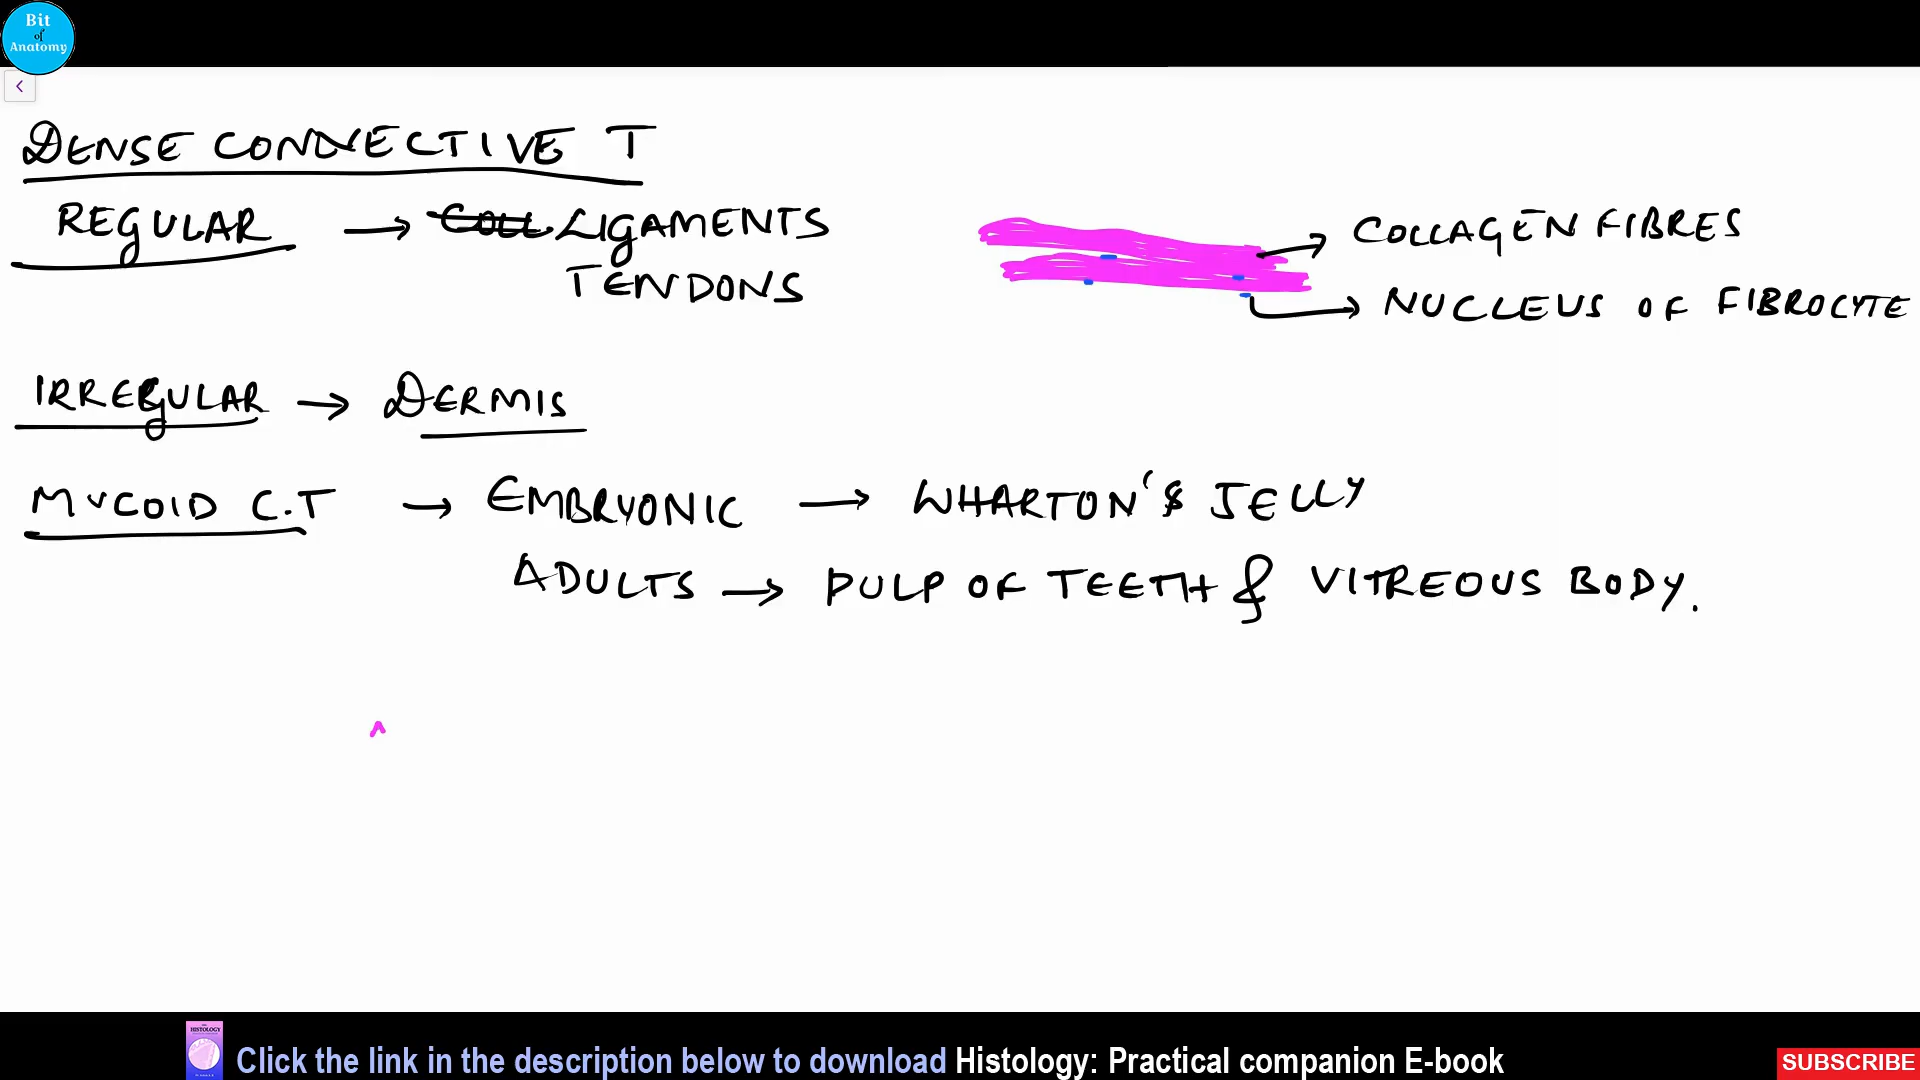 Bit
of
Anatomy
DENSE CONNECTIVE T
REGULAR → COLL LIGAMENTS
TENDONS
→ COLLAGEN FIBRES
→ NUCLEUS OF FIBROCYTE
IRREGULAR → DERMIS
MUCOID C.T → EMBRYONIC → WHARTON'S JELLY
ADULTS → PULP OF TEETH & VITREOUS BODY.
HISTOLOGY
Click the link in the description below to download Histology: Practical companion E-book
SUBSCRIBE